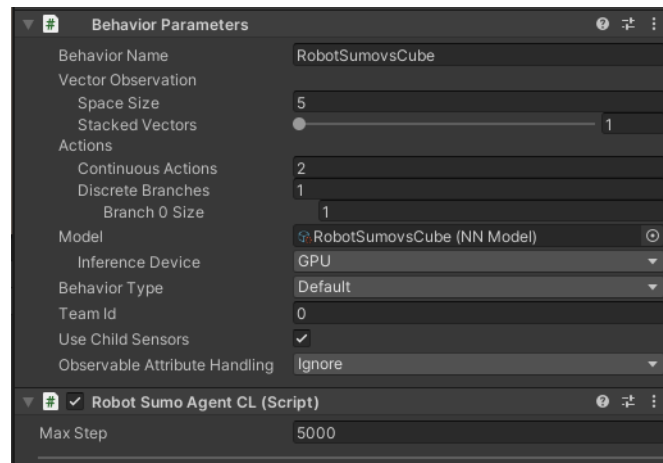 # Behavior Parameters
Behavior Name RobotSumovsCube
Vector Observation
Space Size 5
Stacked Vectors 1
Actions
Continuous Actions 2
Discrete Branches 1
Branch 0 Size 1
Model RobotSumovsCube (NN Model)
Inference Device GPU
Behavior Type Default
Team Id 0
Use Child Sensors
Observable Attribute Handling Ignore
# Robot Sumo Agent CL (Script)
Max Step 5000